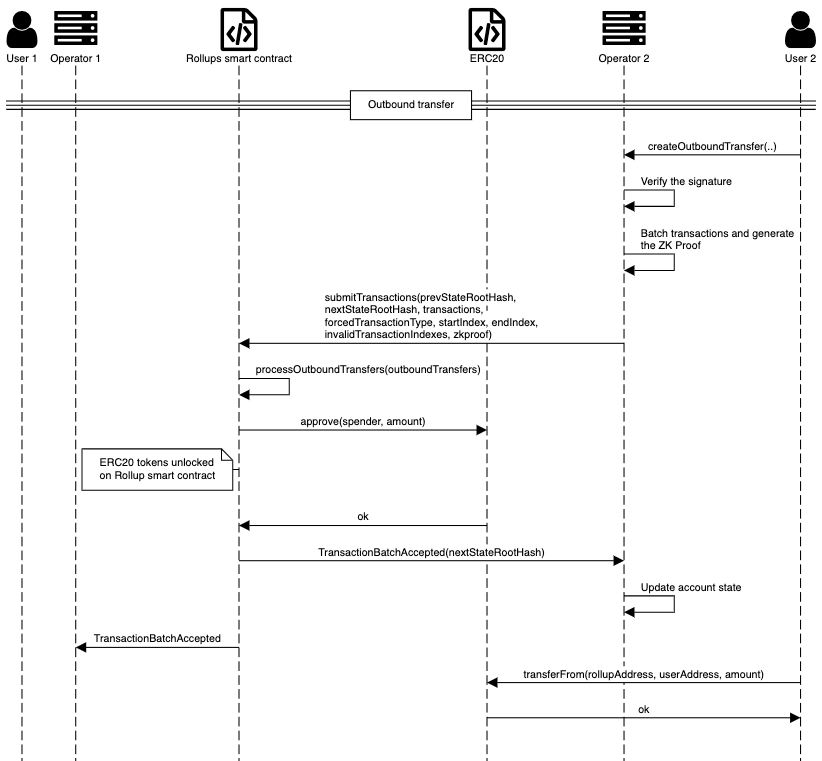 User 1
Operator 1
Rollups smart contract
ERC20
Operator 2
User 2
Outbound transfer
createOutboundTransfer(..)
Verify the signature
Batch transactions and generate
the ZK Proof
submitTransactions(prevStateRootHash,
nextStateRootHash, transactions,
forcedTransactionType, startIndex, endIndex,
invalidTransactionIndexes, zkproof)
processOutboundTransfers(outboundTransfers)
approve(spender, amount)
ERC20 tokens unlocked
on Rollup smart contract
ok
TransactionBatchAccepted(nextStateRootHash)
Update account state
TransactionBatchAccepted
transferFrom(rollupAddress, userAddress, amount)
ok